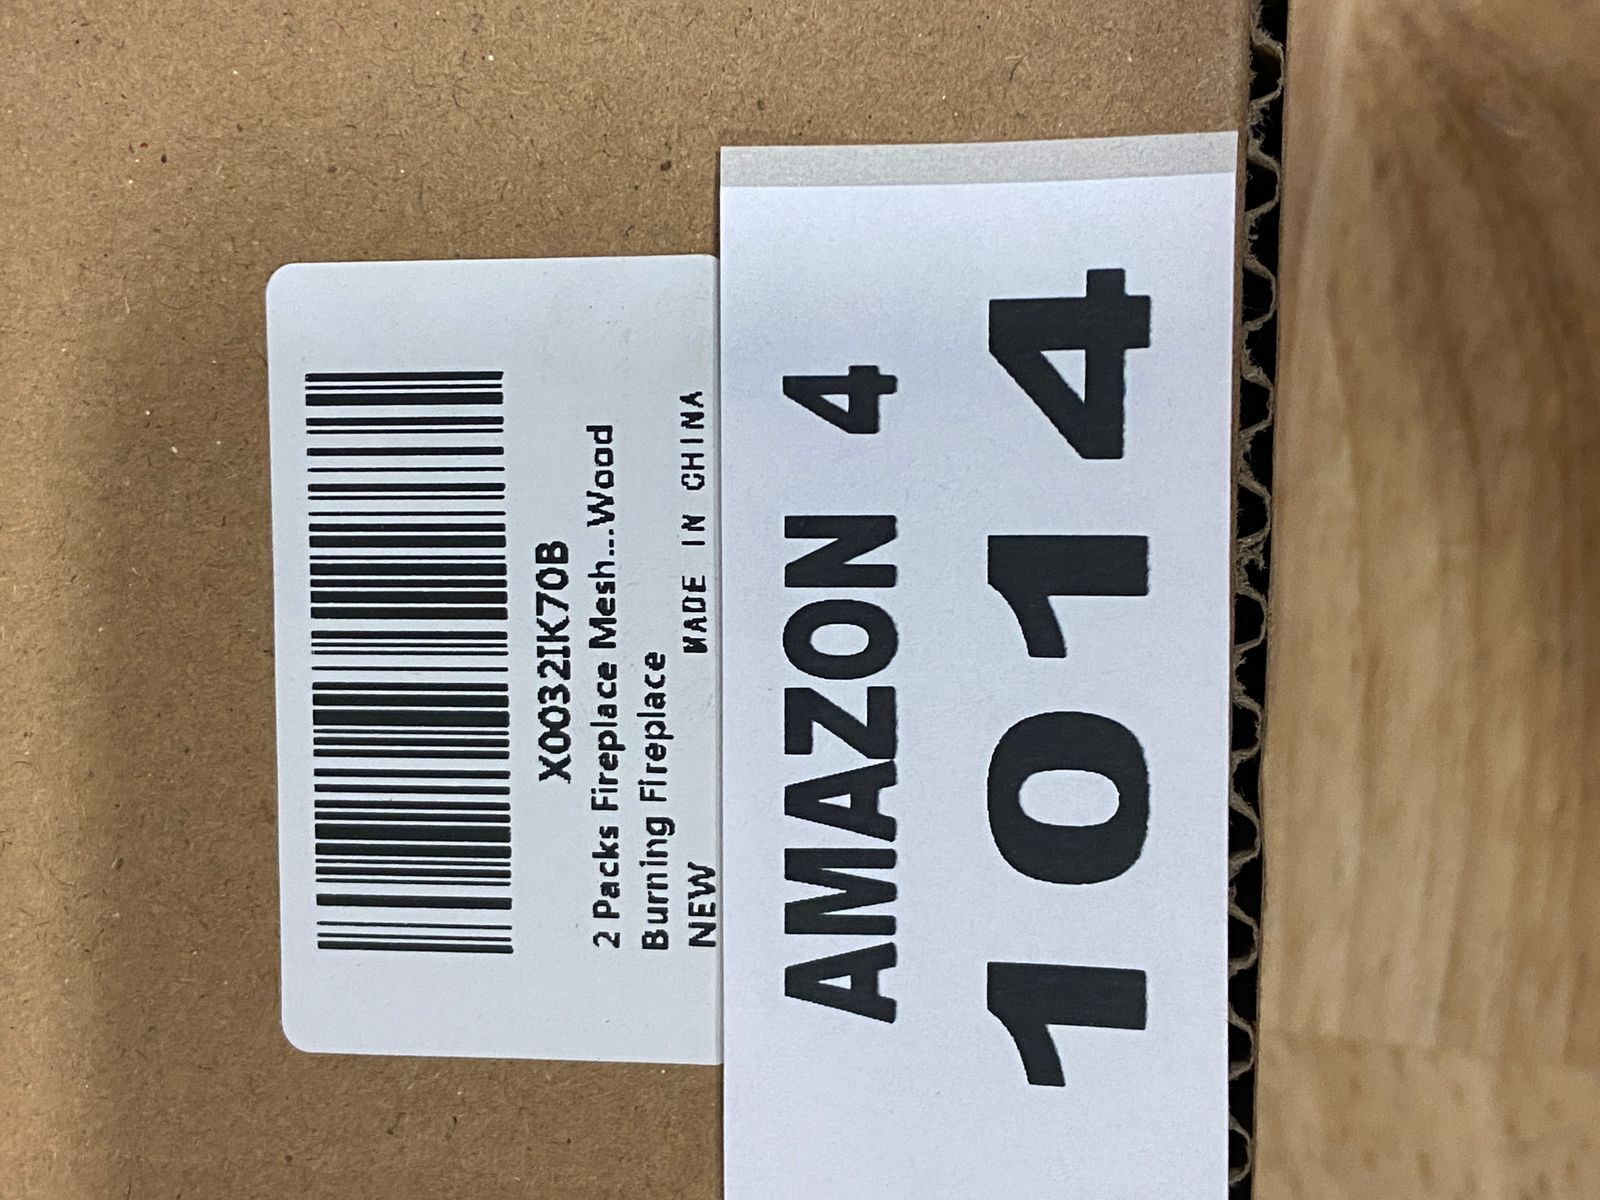 X0032IK70B
2 Packs Fireplace Mesh...Wood
Burning Fireplace
NEW MADE IN CHINA
AMAZON 4
1014